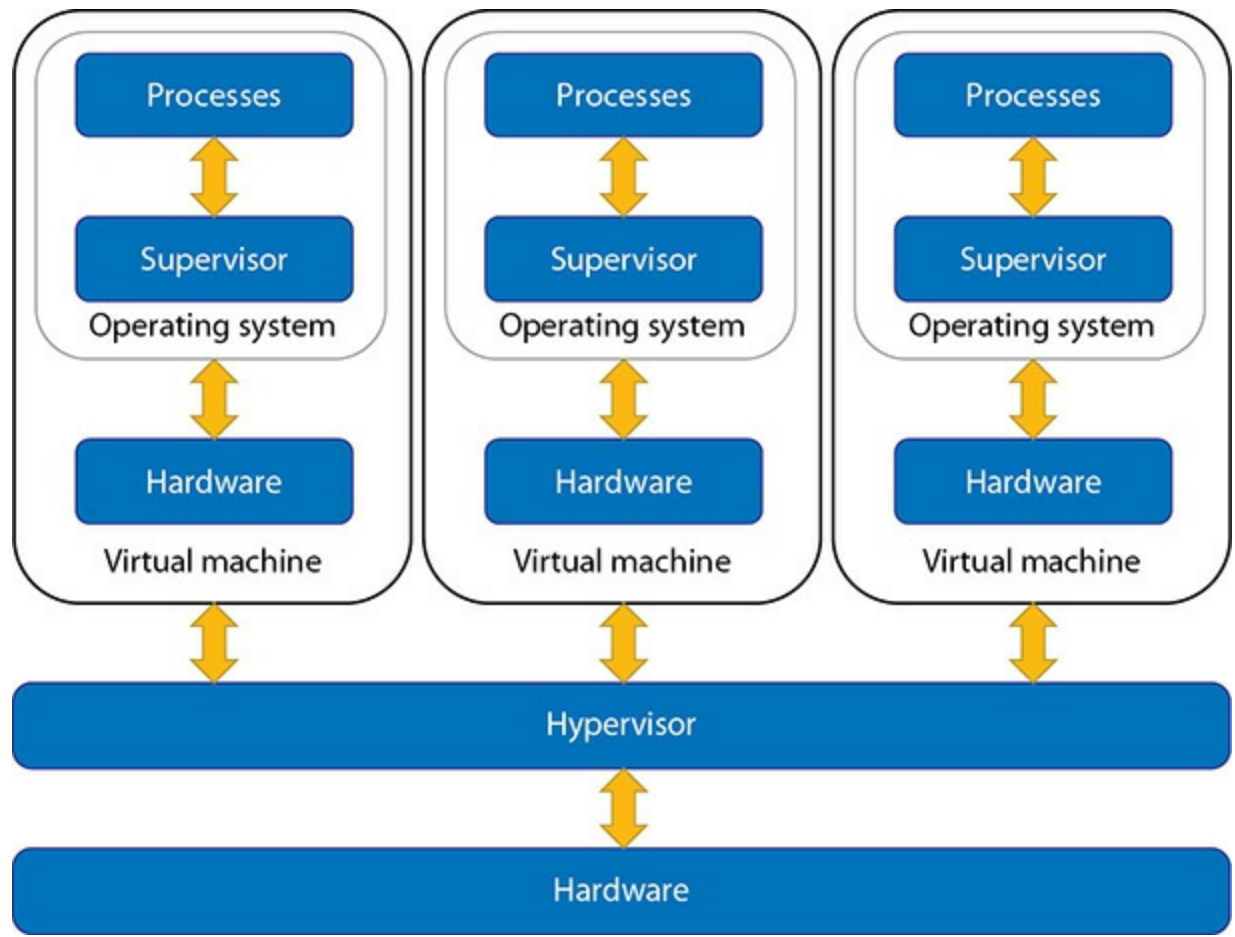 Processes
Supervisor
Operating system
Hardware
Virtual machine
Processes
Supervisor
Operating system
Hardware
Virtual machine
Processes
Supervisor
Operating system
Hardware
Virtual machine
Hypervisor
Hardware